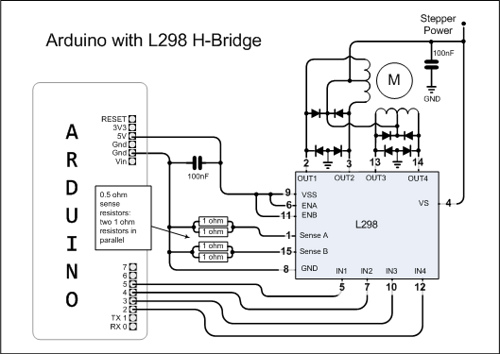 Stepper
Power
Arduino with L298 H-Bridge
100nF
M
GND
RESET
3V3
5V
Gnd
Gnd
Vin
100nF
ARDUINO
0.5 ohm
sense
resistors:
two 1 ohm
resistors in
parallel
2 3 13 14
OUT1 OUT2 OUT3 OUT4
9 VSS
6 ENA
11 ENB
VS 4
L298
1 ohm
1 ohm
1 Sense A
1 ohm
1 ohm
15 Sense B
8 GND
IN1 IN2 IN3 IN4
5 7 10 12
7
6
5
4
3
2
TX 1
RX 0